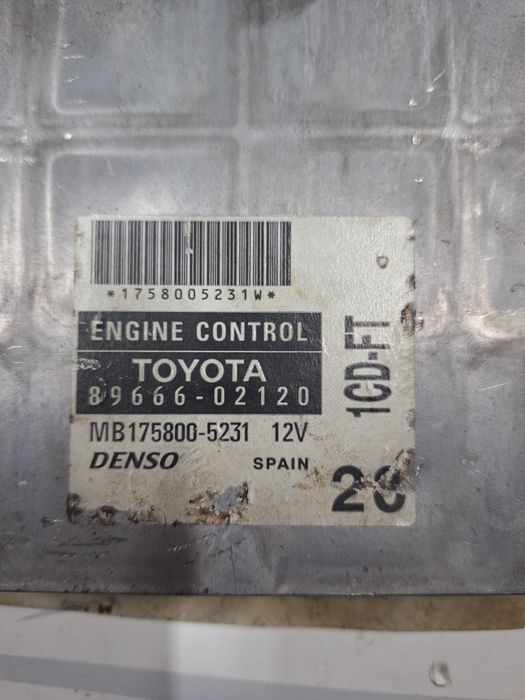 *1758005231W*
ENGINE CONTROL
TOYOTA
89666-02120
MB175800-5231 12V
DENSO SPAIN
1CD-FT